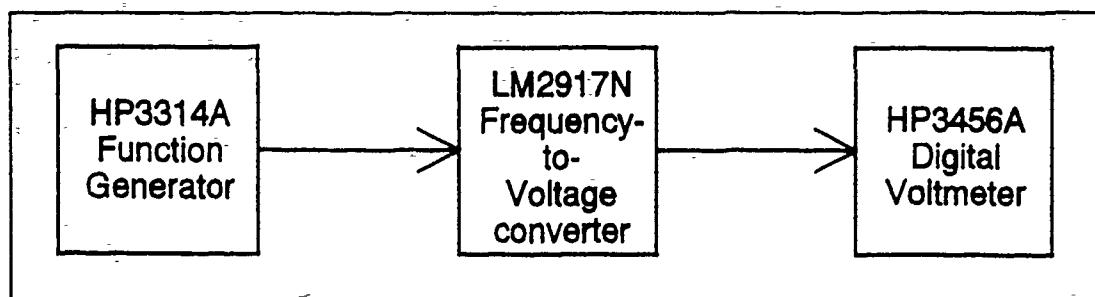 HP3314A
Function
Generator
LM2917N
Frequency-
to-
Voltage
converter
HP3456A
Digital
Voltmeter